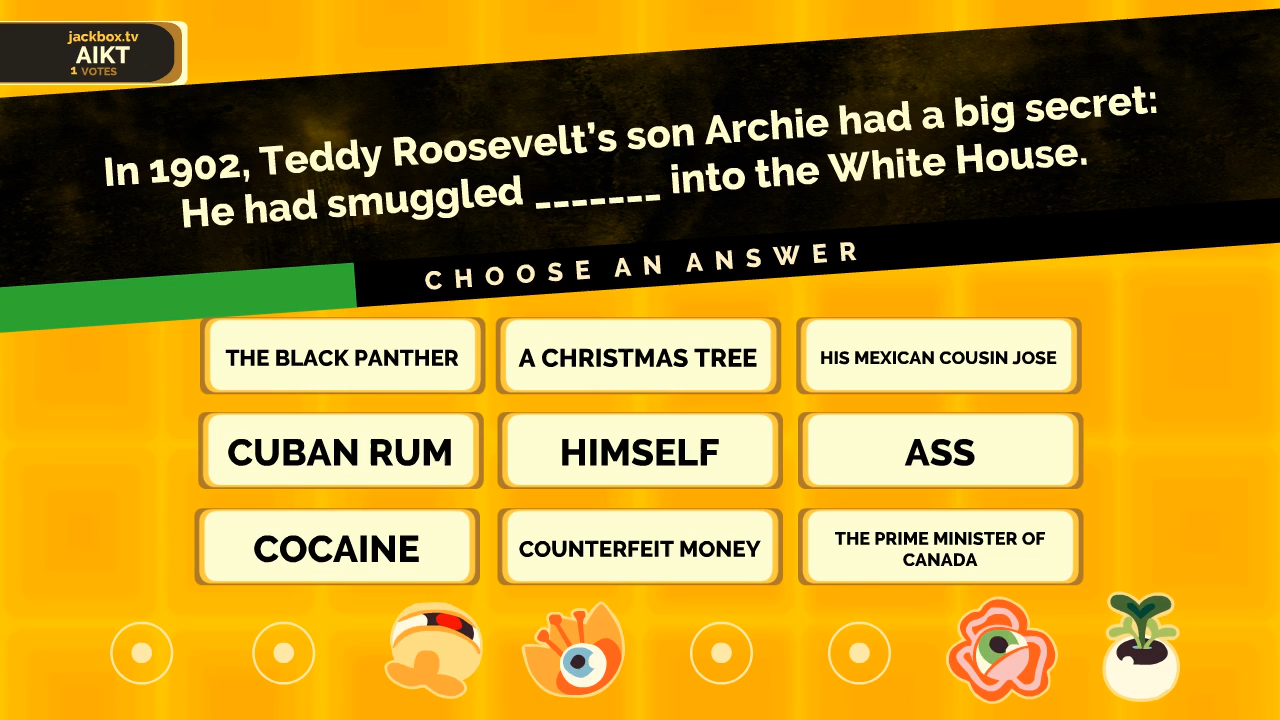 jackbox.tv
AIKT
1 VOTES
In 1902, Teddy Roosevelt’s son Archie had a big secret:
He had smuggled _______ into the White House.
CHOOSE AN ANSWER
THE BLACK PANTHER
A CHRISTMAS TREE
HIS MEXICAN COUSIN JOSE
CUBAN RUM
HIMSELF
ASS
COCAINE
COUNTERFEIT MONEY
THE PRIME MINISTER OF
CANADA